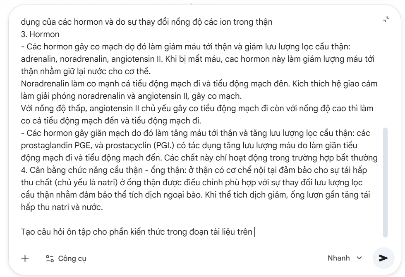 dụng của các hormon và do sự thay đổi nồng độ các ion trong thận
3. Hormon
- Các hormon gây co mạch do đó làm giảm máu tới thận và giảm lưu lượng lọc cầu thận:
adrenalin, noradrenalin, angiotensin II. Khi bị mất máu, cac hormon này làm giảm lượng máu tới
thận nhằm giữ lại nước cho cơ thể.
Noradrenalin làm co mạnh cả tiểu động mạch đi và tiểu động mạch đến. Kich thích hệ giao cảm
làm giải phóng noradrenalin và angiotensin II, gây co mạch.
Với nồng độ thấp, angiotensin II chủ yếu gây co tiểu động mạch đi còn với nồng độ cao thì làm
co cả tiểu động mạch đến và tiểu động mạch đi.
- Các hormon gây giãn mạch do đó làm tăng máu tới thận và tăng lưu lượng lọc cầu thận: các
prostaglandin PGE, và prostacyclin (PGI.) có tác dụng tăng lưu lượng máu do làm giãn tiểu
động mạch đi và tiểu động mạch đến. Các chất này chỉ hoạt động trong trường hợp bất thường
4. Cân bằng chức năng cầu thận - ống thận: ở thận có cơ chế nội tại đảm bảo cho sự tái hấp
thu chất (chủ yếu là natri) ở ống thận được điều chỉnh phù hợp với sự thay đổi lưu lượng lọc
cầu thận nhằm đảm bảo thể tích dịch ngoại bào. Khi thể tích dịch giảm, ống lượn gần tăng tái
hấp thu natri và nước.
Tạo câu hỏi ôn tập cho phần kiến thức trong đoạn tài liêu trên
Công cụ
Nhanh